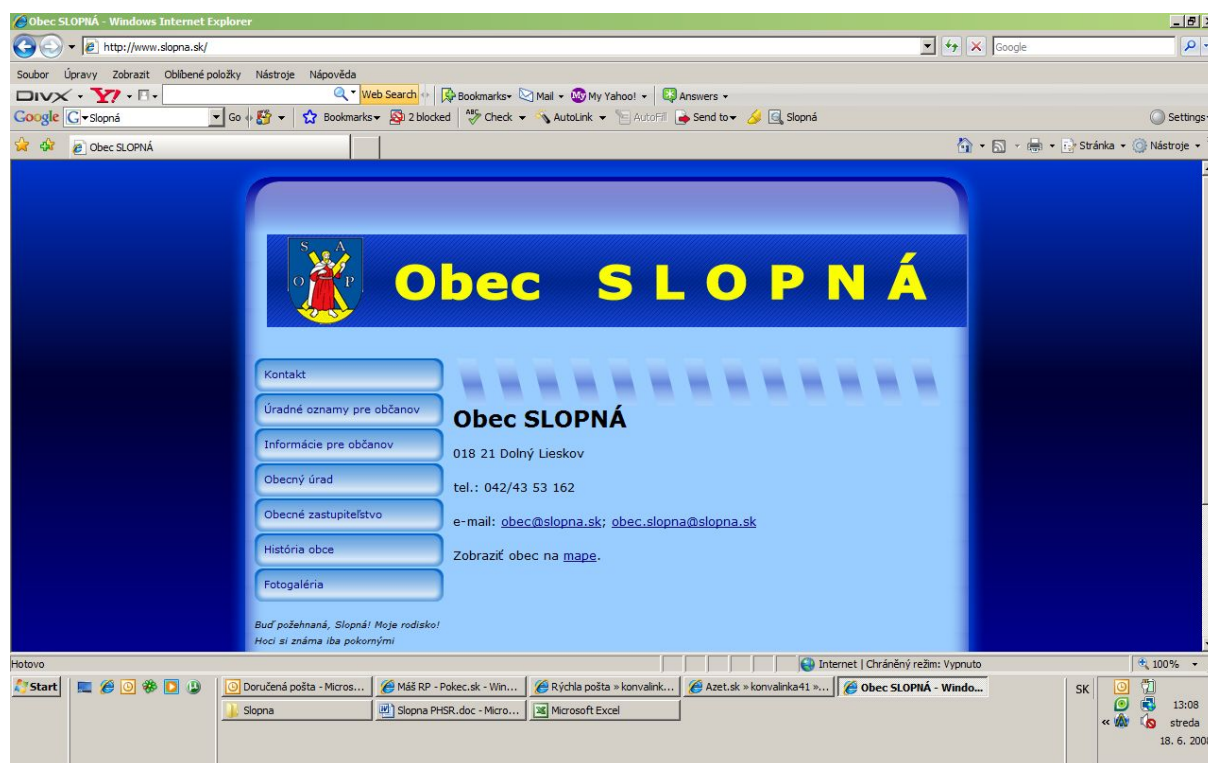 Obec SLOPNÁ - Windows Internet Explorer
http://www.slopna.sk/
Google
Soubor Úpravy Zobrazit Oblíbené položky Nástroje Nápověda
DIVX Y! Web Search Bookmarks Mail My Yahoo! Answers
Google G Slopná Go Bookmarks 2 blocked ABC Check AutoLink AutoFill Send to Slopná Settings
Obec SLOPNÁ Stránka Nástroje
S A
O P
Obec S L O P N Á
Kontakt
Úradné oznamy pre občanov
Informácie pre občanov
Obecný úrad
Obecné zastupiteľstvo
História obce
Fotogaléria
Buď požehnaná, Slopná! Moje rodisko!
Hoci si známa iba pokornými
Obec SLOPNÁ
018 21 Dolný Lieskov
tel.: 042/43 53 162
e-mail: obec@slopna.sk; obec.slopna@slopna.sk
Zobraziť obec na mape.
Hotovo Internet | Chráněný režim: Vypnuto 100%
Start Doručená pošta - Micros... Máš RP - Pokec.sk - Win... Rýchla pošta » konvalink... Azet.sk » konvalinka41 »... Obec SLOPNÁ - Windo... SK
Slopna Slopna PHSR.doc - Micro... Microsoft Excel 13:08
streda
18. 6. 2008